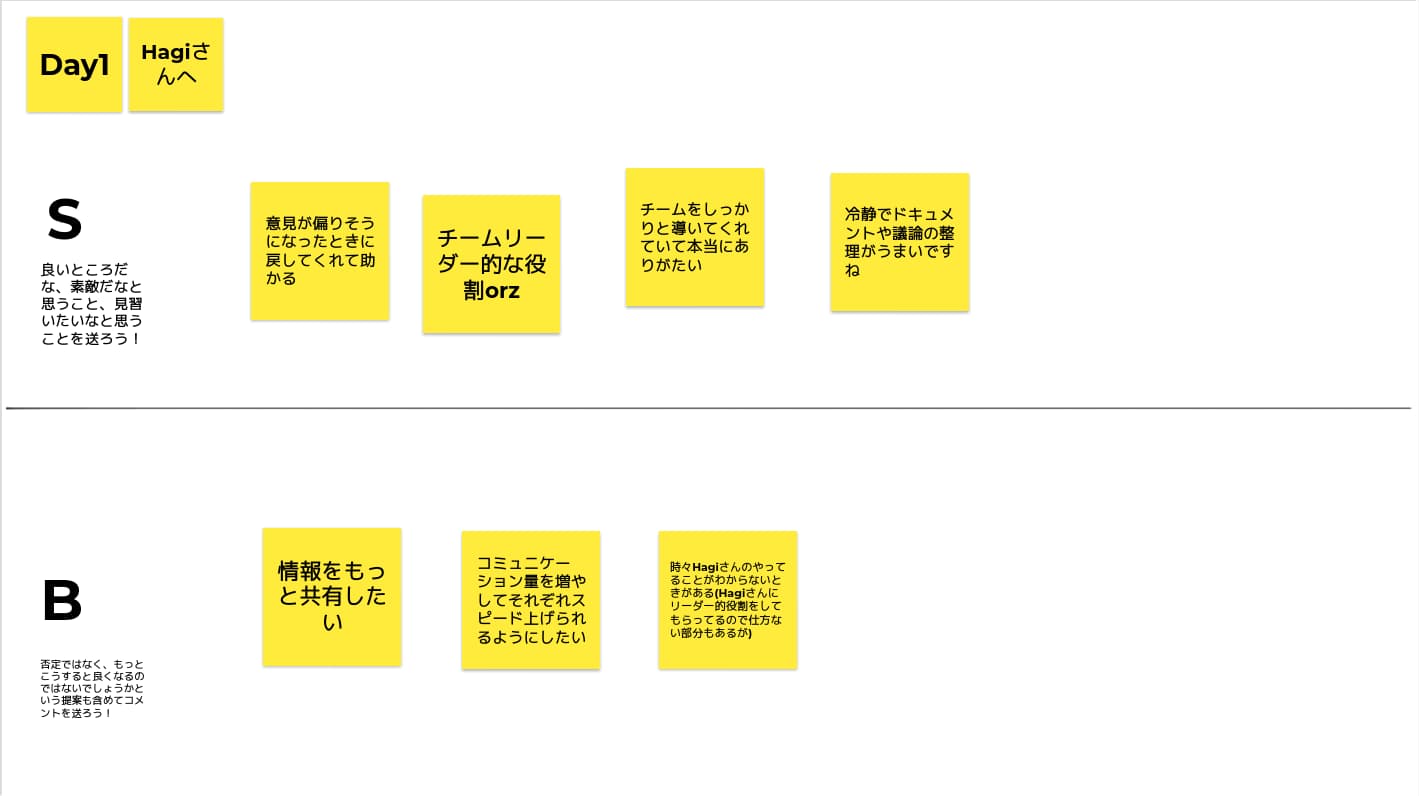 Day1
Hagiさ
んへ
S
良いところだ
な、素敵だなと
思うこと、見習
いたいなと思う
ことを送ろう！
意見が偏りそう
になったときに
戻してくれて助
かる
チームリー
ダー的な役
割orz
チームをしっか
りと導いてくれ
ていて本当にあ
りがたい
冷静でドキュメ
ントや議論の整
理がうまいです
ね
B
否定ではなく、もっと
こうすると良くなるの
ではないでしょうかと
いう提案も含めてコメ
ントを送ろう！
情報をもっ
と共有した
い
コミュニケー
ション量を増や
してそれぞれス
ピード上げられ
るようにしたい
時々Hagiさんのやって
ることがわからないと
きがある(Hagiさんに
リーダー的役割をして
もらってるので仕方な
い部分もあるが)